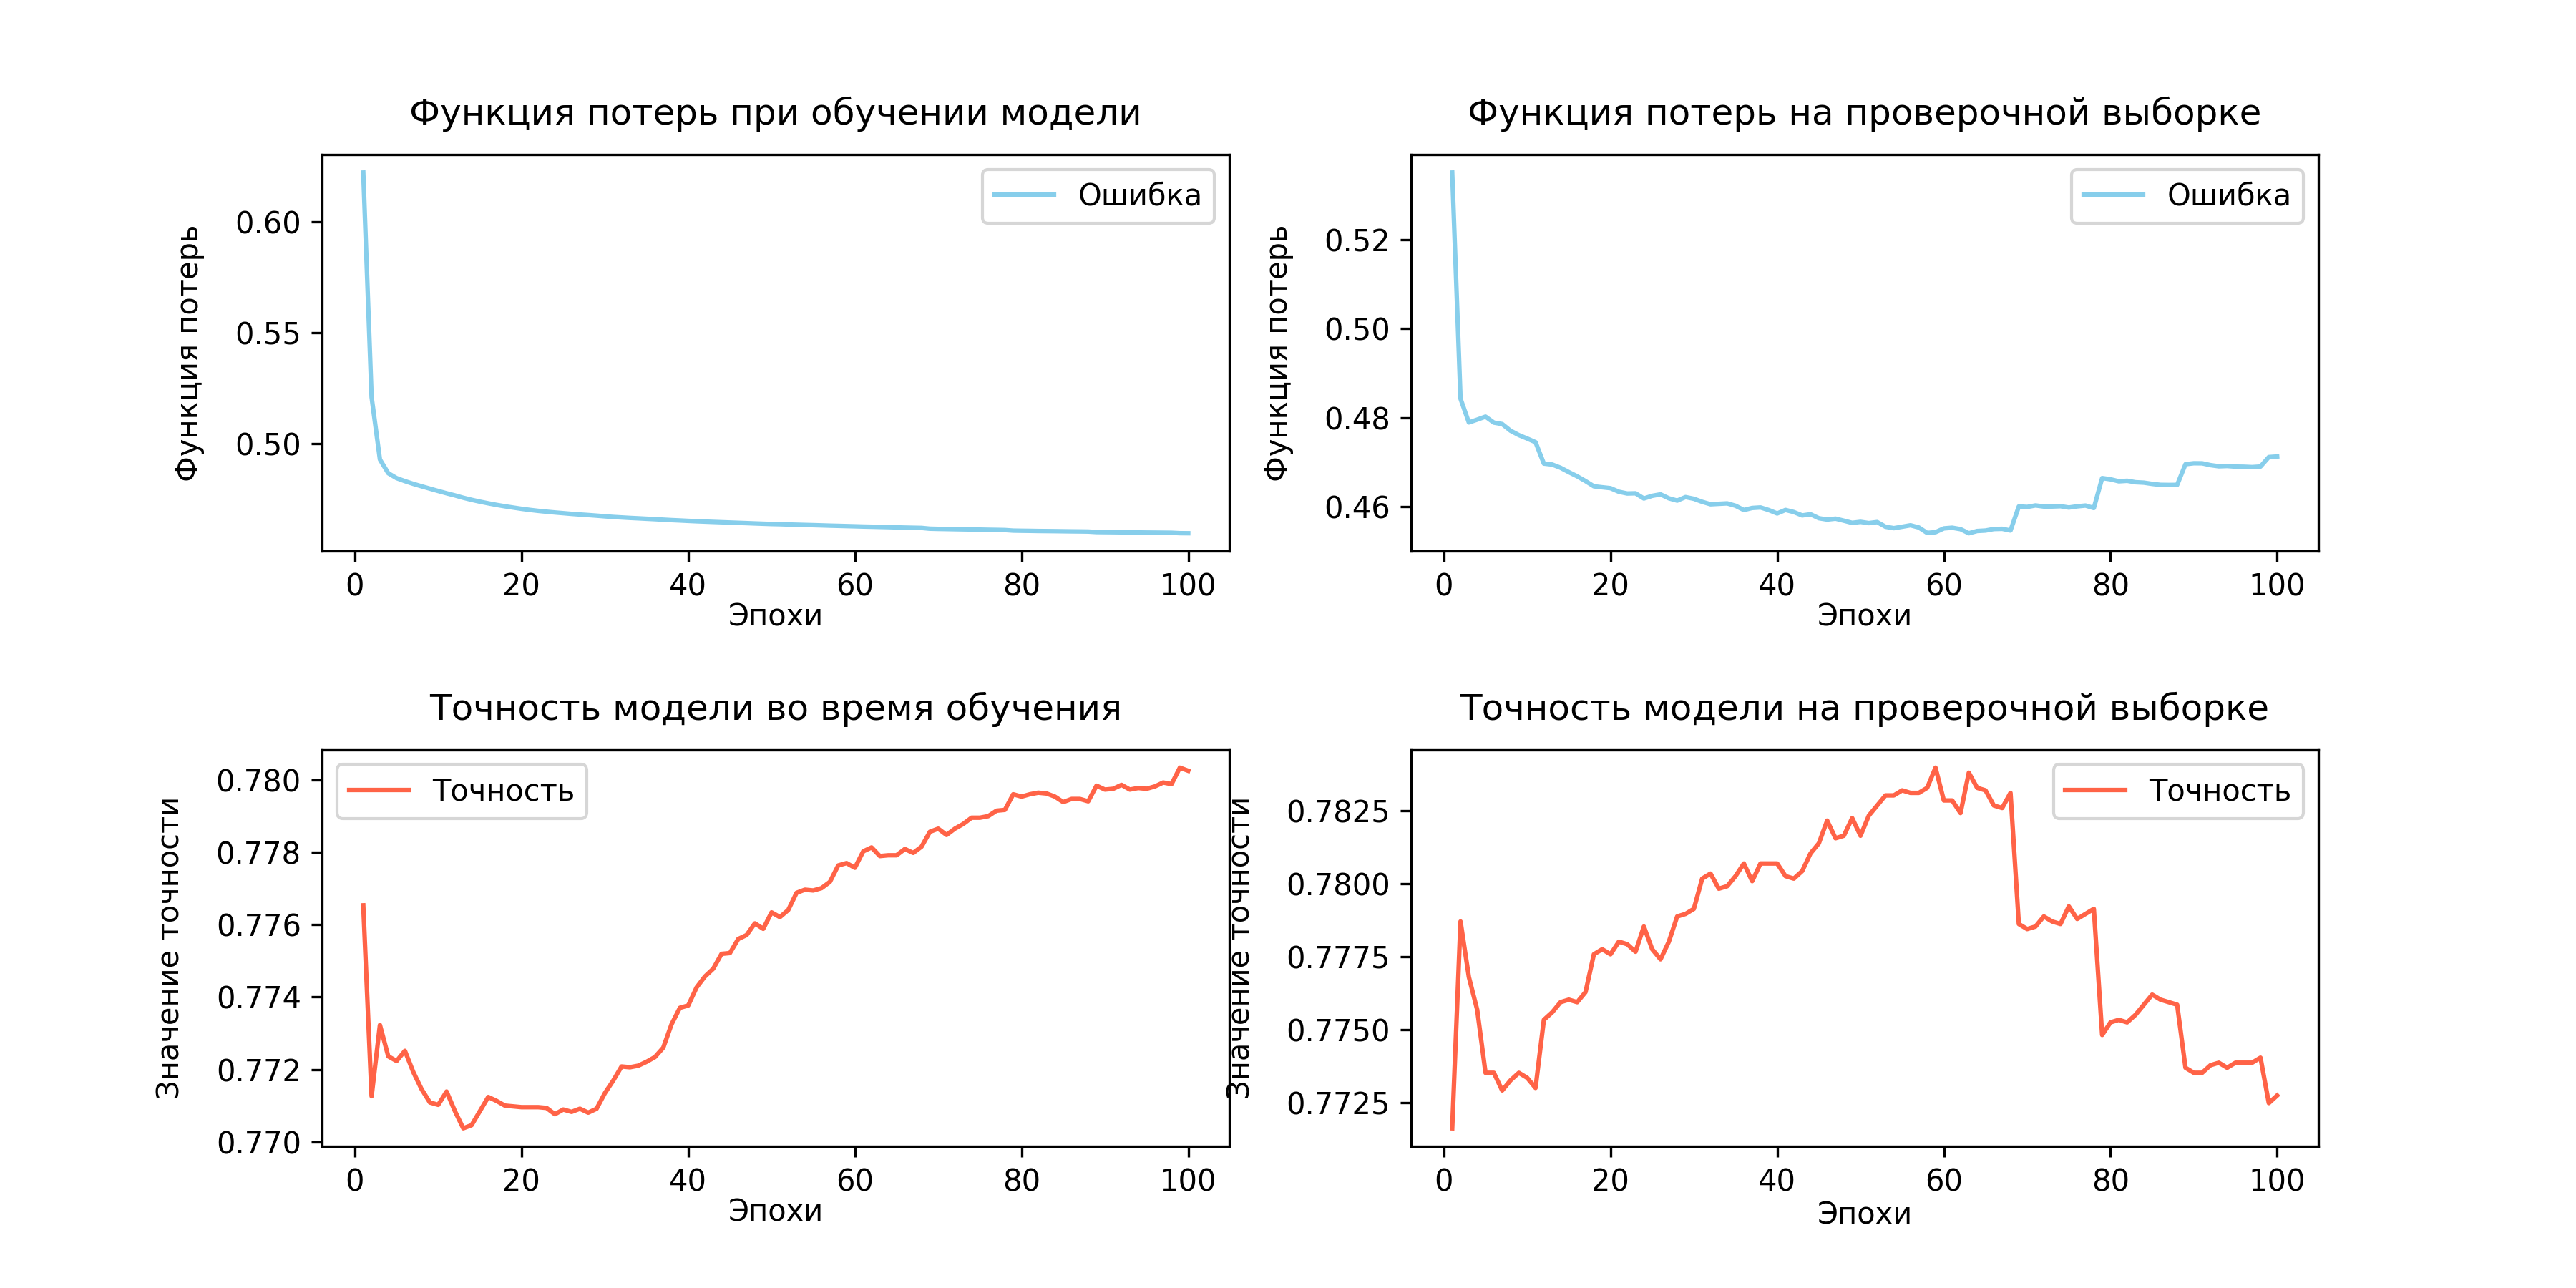 Функция потерь при обучении модели
Ошибка
Функция потерь
0.60
0.55
0.50
0 20 40 60 80 100
Эпохи
Функция потерь на проверочной выборке
Ошибка
Функция потерь
0.52
0.50
0.48
0.46
0 20 40 60 80 100
Эпохи
Точность модели во время обучения
Точность
Значение точности
0.780
0.778
0.776
0.774
0.772
0.770
0 20 40 60 80 100
Эпохи
Точность модели на проверочной выборке
Точность
Значение точности
0.7825
0.7800
0.7775
0.7750
0.7725
0 20 40 60 80 100
Эпохи